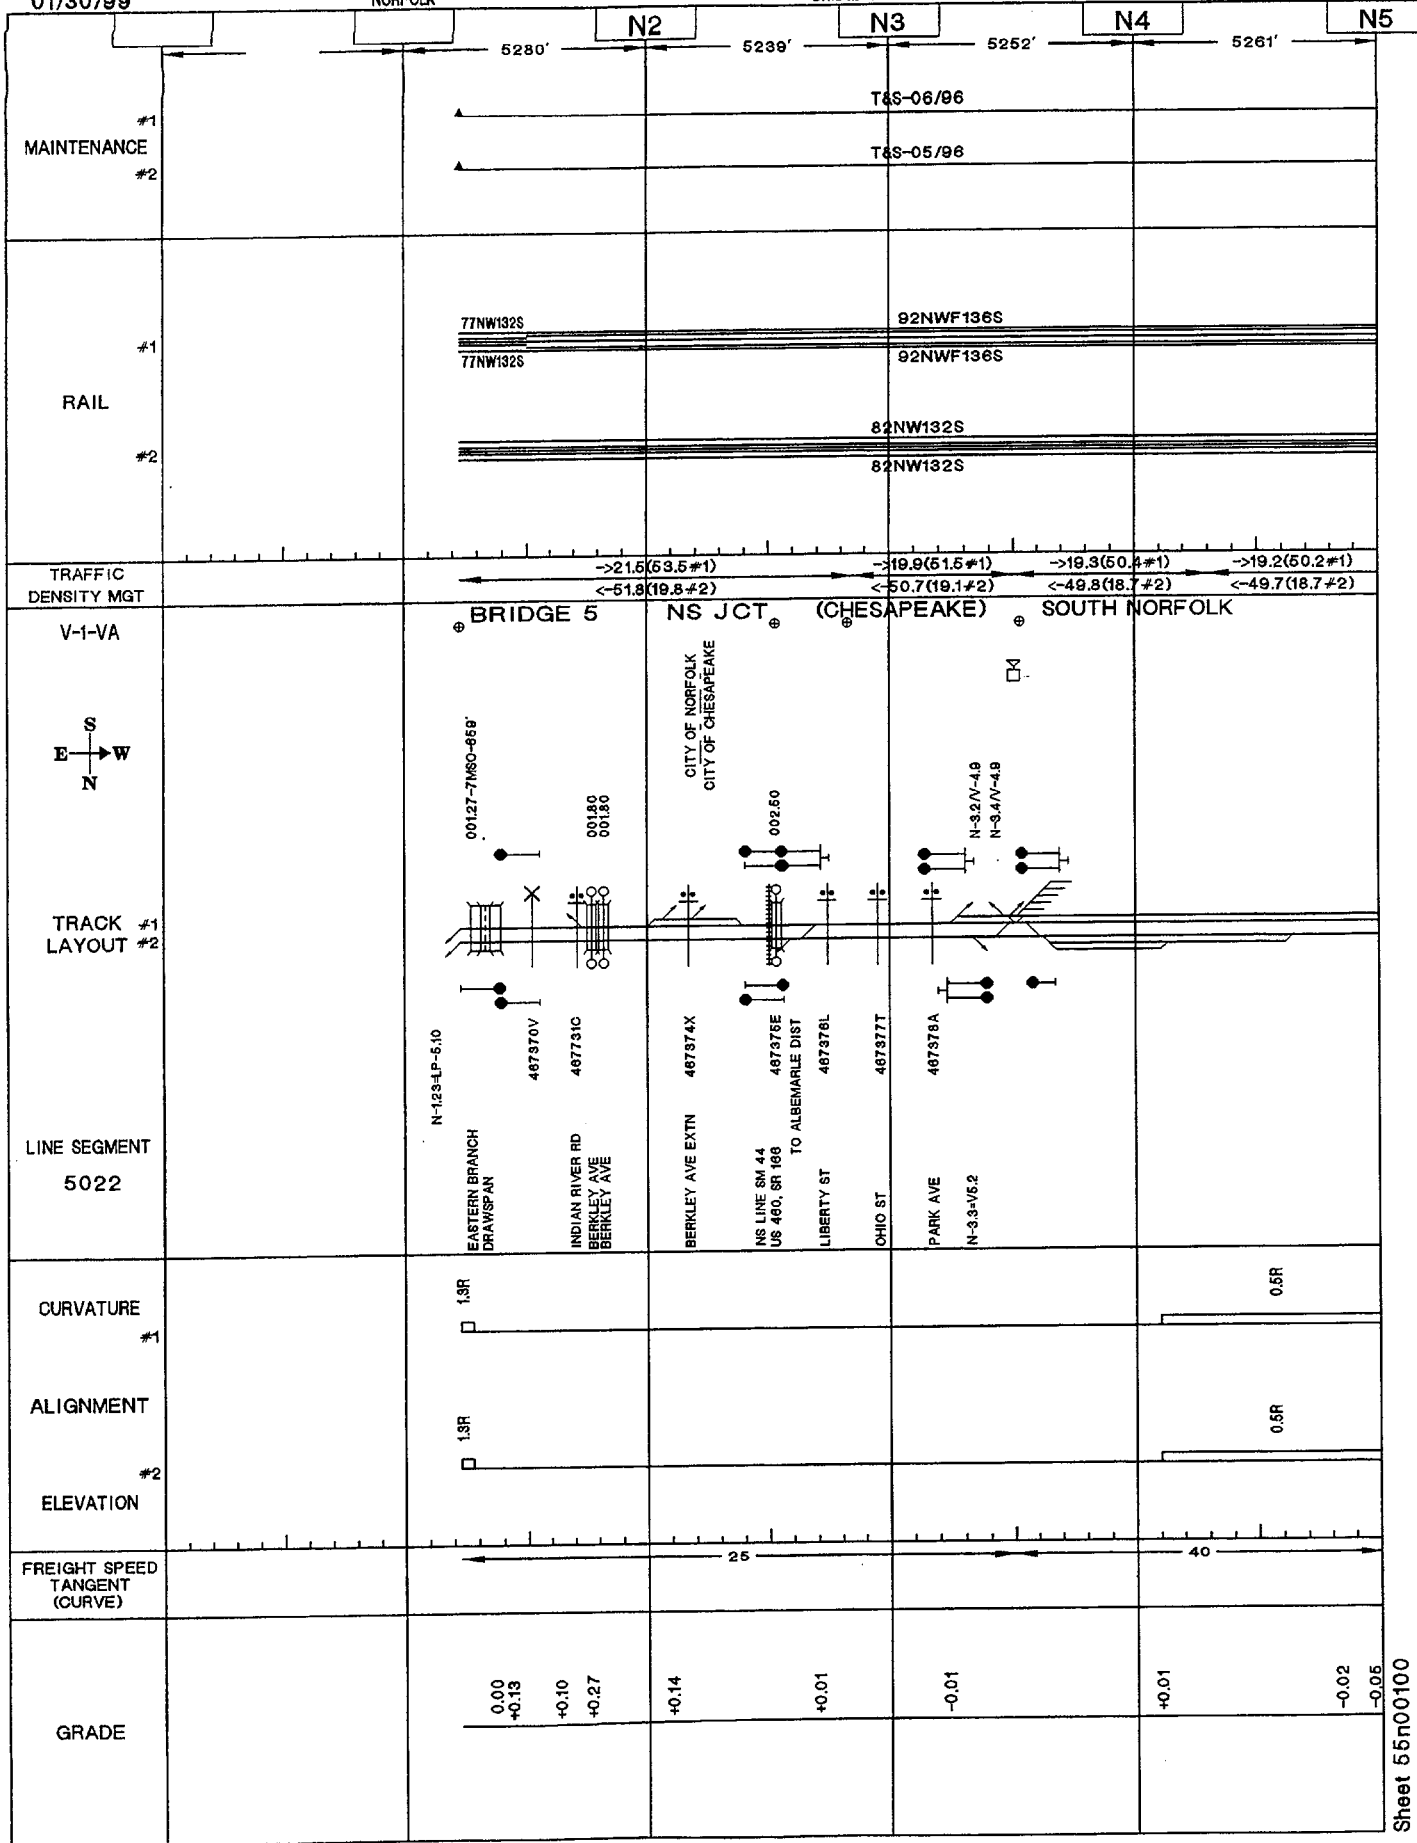 01/30/99
NORFOLK
N2
N3
N4
N5
5280'
5239'
5252'
5261'
T&S-06/96
#1
MAINTENANCE
T&S-05/96
#2
77NW132S
92NWF136S
#1
77NW132S
92NWF136S
RAIL
82NW132S
#2
82NW132S
TRAFFIC
DENSITY MGT
->21.5(53.5#1)
->19.9(51.5#1)
->19.3(50.4#1)
->19.2(50.2#1)
<-51.8(19.8#2)
<-50.7(19.1#2)
<-49.8(18.7#2)
<-49.7(18.7#2)
V-1-VA
BRIDGE 5
NS JCT
(CHESAPEAKE)
SOUTH NORFOLK
S
E W
N
CITY OF NORFOLK
CITY OF CHESAPEAKE
001.27-7MSO-659'
001.80
001.80
002.50
N-3.2/V-4.9
N-3.4/V-4.9
TRACK #1
LAYOUT #2
N-1.23=LP-5.10
467370V
467731C
467374X
467375E
TO ALBEMARLE DIST
467376L
467377T
467378A
LINE SEGMENT
5022
EASTERN BRANCH
DRAWSPAN
INDIAN RIVER RD
BERKLEY AVE
BERKLEY AVE
BERKLEY AVE EXTN
NS LINE SM 44
US 460, SR 166
LIBERTY ST
OHIO ST
PARK AVE
N-3.3=V5.2
CURVATURE
#1
1.3R
0.5R
ALIGNMENT
#2
1.3R
0.5R
ELEVATION
FREIGHT SPEED
TANGENT
(CURVE)
25
40
GRADE
0.00
+0.13
+0.10
+0.27
+0.14
+0.01
-0.01
+0.01
-0.02
-0.05
Sheet 55n00100